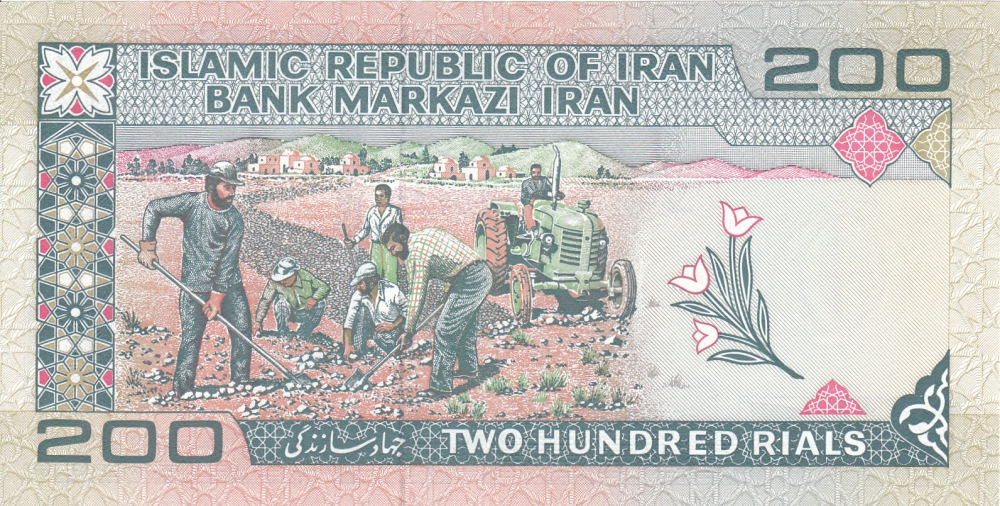 ISLAMIC REPUBLIC OF IRAN
200
BANK MARKAZI IRAN
200
جهاد سازندگی
TWO HUNDRED RIALS